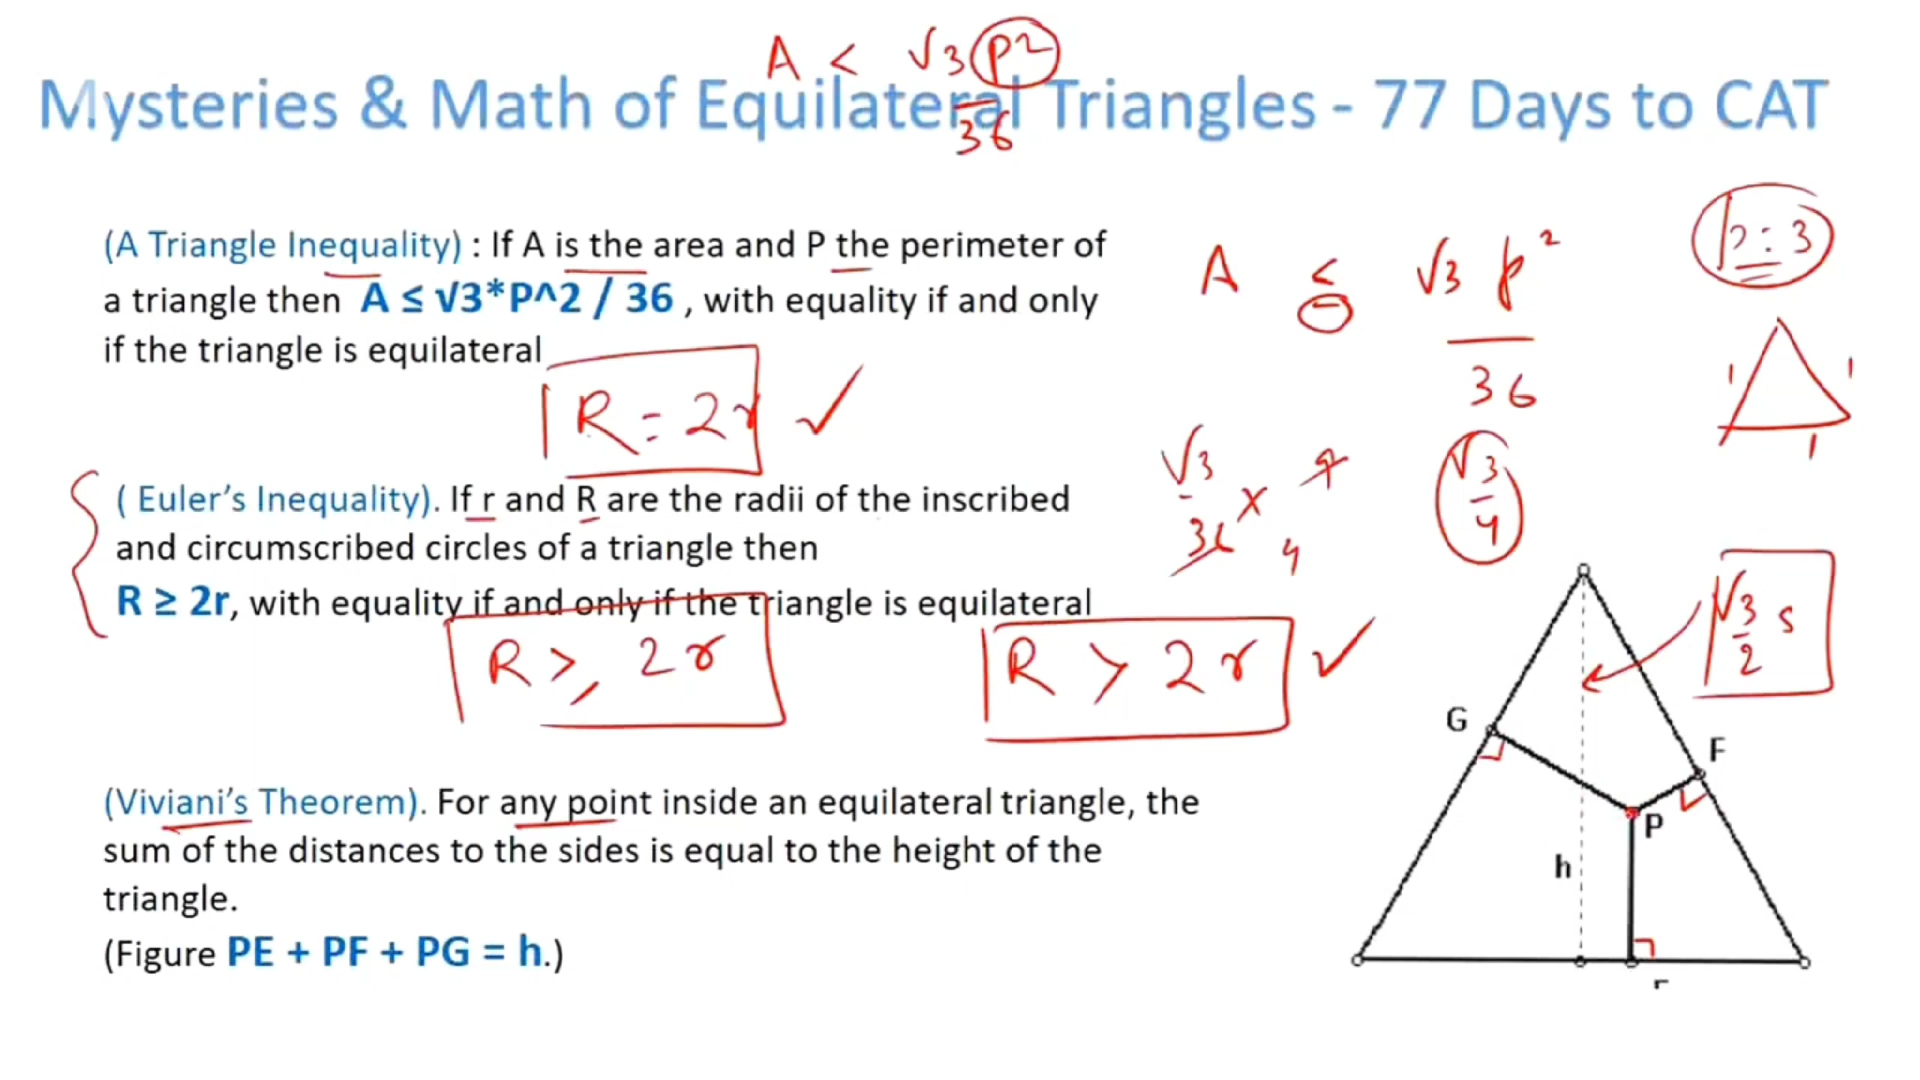 A < √3 p2
36
Mysteries & Math of Equilateral Triangles - 77 Days to CAT
(A Triangle Inequality) : If A is the area and P the perimeter of
a triangle then A ≤ √3*P^2 / 36 , with equality if and only
if the triangle is equilateral
A ≤ √3 p²
36
p = 3
1 1
1
R = 2r
√3
36
x
9
4
√3
4
( Euler's Inequality). If r and R are the radii of the inscribed
and circumscribed circles of a triangle then
R ≥ 2r, with equality if and only if the triangle is equilateral
R ≥ 2r
R > 2r
√3 s
2
G
F
P
h
(Viviani's Theorem). For any point inside an equilateral triangle, the
sum of the distances to the sides is equal to the height of the
triangle.
(Figure PE + PF + PG = h.)